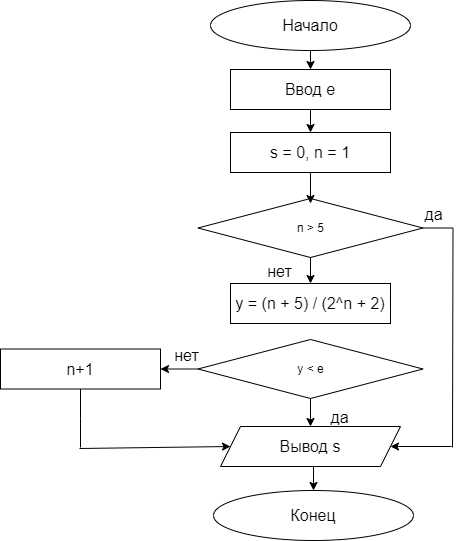 Начало
Ввод e
s = 0, n = 1
n > 5
да
нет
y = (n + 5) / (2^n + 2)
y < e
нет
n+1
да
Вывод s
Конец